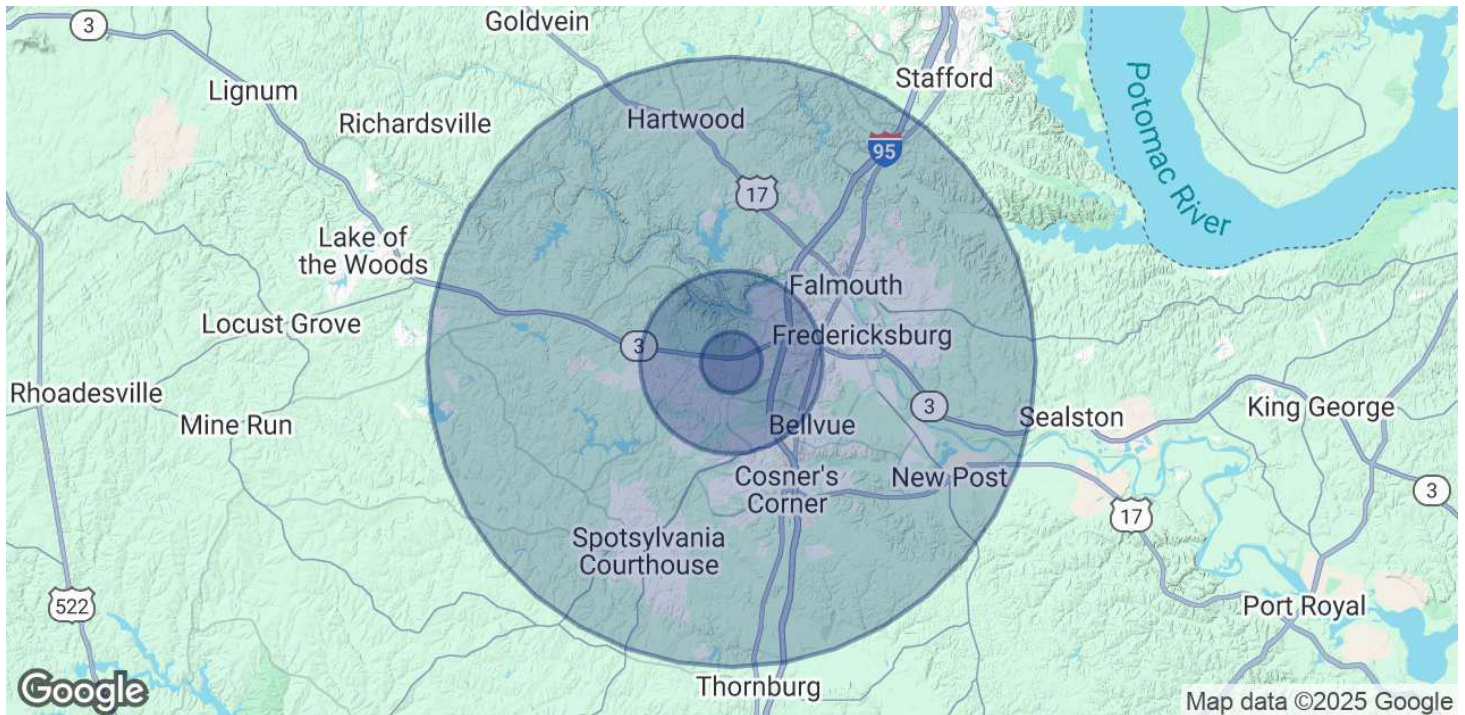 Goldvein
3
Stafford
Lignum
Hartwood
Richardsville
95
Potomac River
17
Lake of
the Woods
Falmouth
Locust Grove
Fredericksburg
3
Rhoadesville
3
King George
Sealston
Mine Run
Bellvue
Cosner's
Corner
New Post
3
17
Spotsylvania
Courthouse
522
Port Royal
Thornburg
Google
Map data ©2025 Google